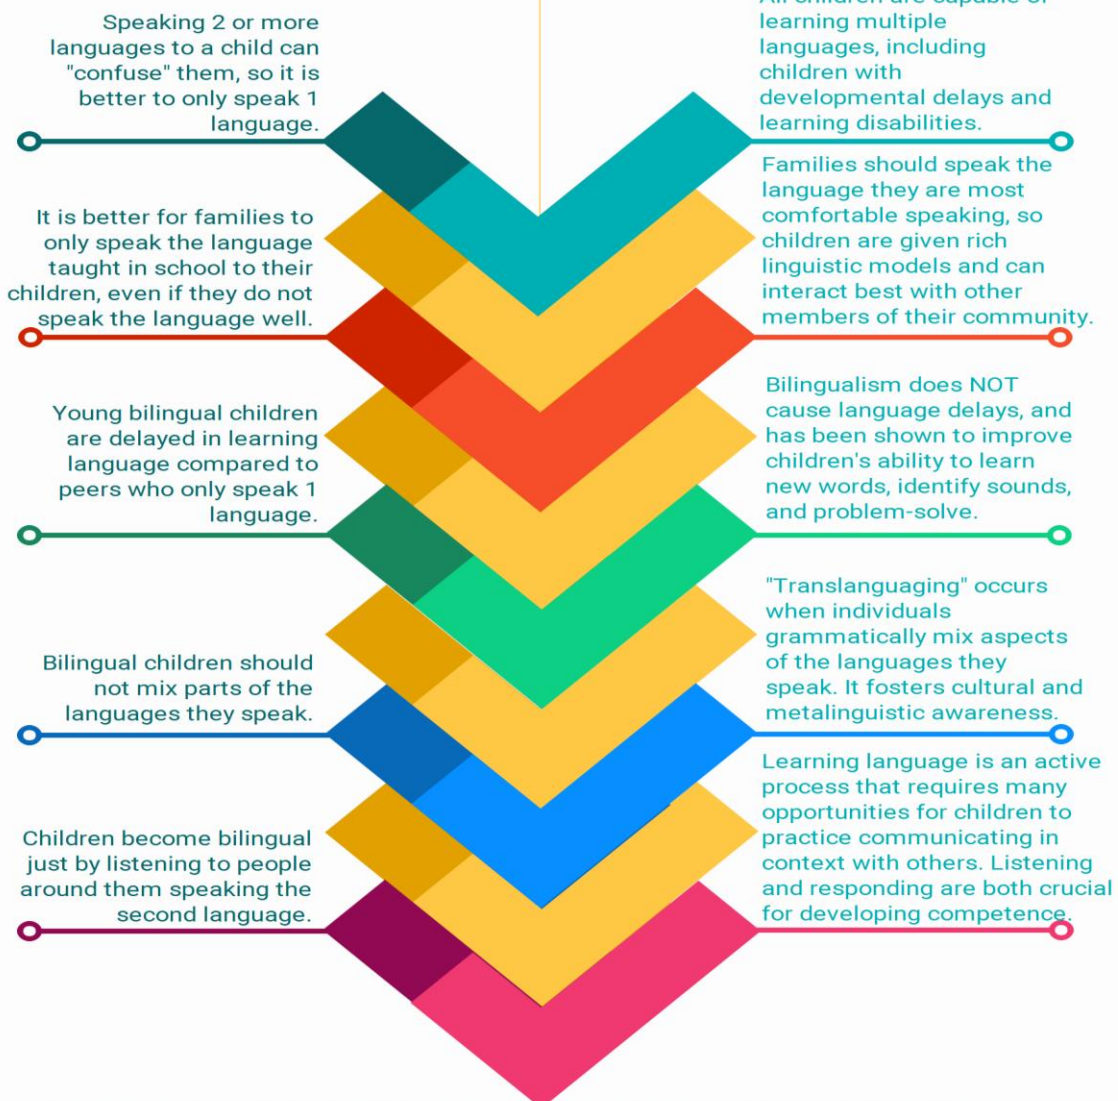 Speaking 2 or more
languages to a child can
"confuse" them, so it is
better to only speak 1
language.
All children are capable of
learning multiple
languages, including
children with
developmental delays and
learning disabilities.
It is better for families to
only speak the language
taught in school to their
children, even if they do not
speak the language well.
Families should speak the
language they are most
comfortable speaking, so
children are given rich
linguistic models and can
interact best with other
members of their community.
Young bilingual children
are delayed in learning
language compared to
peers who only speak 1
language.
Bilingualism does NOT
cause language delays, and
has been shown to improve
children's ability to learn
new words, identify sounds,
and problem-solve.
Bilingual children should
not mix parts of the
languages they speak.
"Translanguaging" occurs
when individuals
grammatically mix aspects
of the languages they
speak. It fosters cultural and
metalinguistic awareness.
Children become bilingual
just by listening to people
around them speaking the
second language.
Learning language is an active
process that requires many
opportunities for children to
practice communicating in
context with others. Listening
and responding are both crucial
for developing competence.